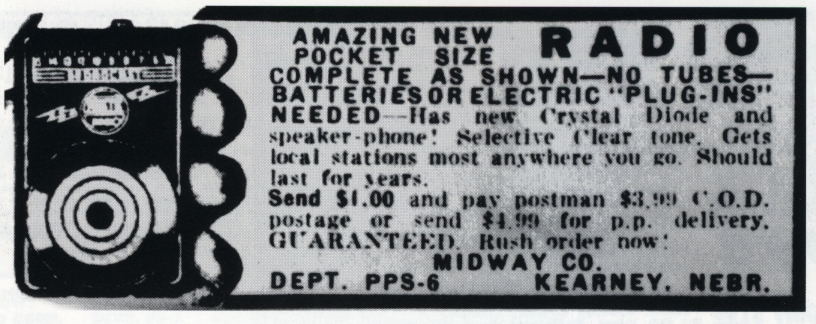 AMAZING NEW RADIO
POCKET SIZE
COMPLETE AS SHOWN—NO TUBES—
BATTERIES OR ELECTRIC "PLUG-INS"
NEEDED—Has new Crystal Diode and
speaker-phone! Selective Clear tone. Gets
local stations most anywhere you go. Should
last for years.
Send $1.00 and pay postman $3.99 C.O.D.
postage or send $4.99 for p.p. delivery.
GUARANTEED. Rush order now!
MIDWAY CO.
DEPT. PPS-6 KEARNEY, NEBR.